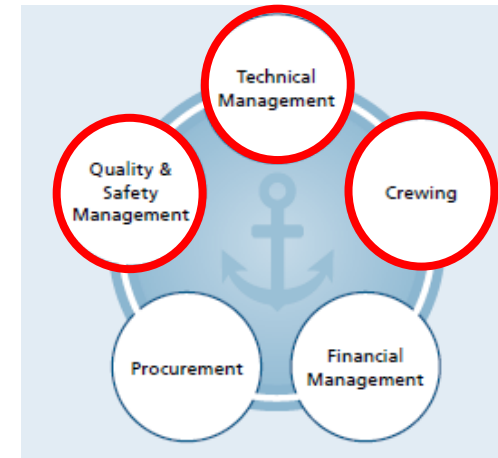 Technical
Management
Quality &
Safety
Management
Crewing
Procurement
Financial
Management